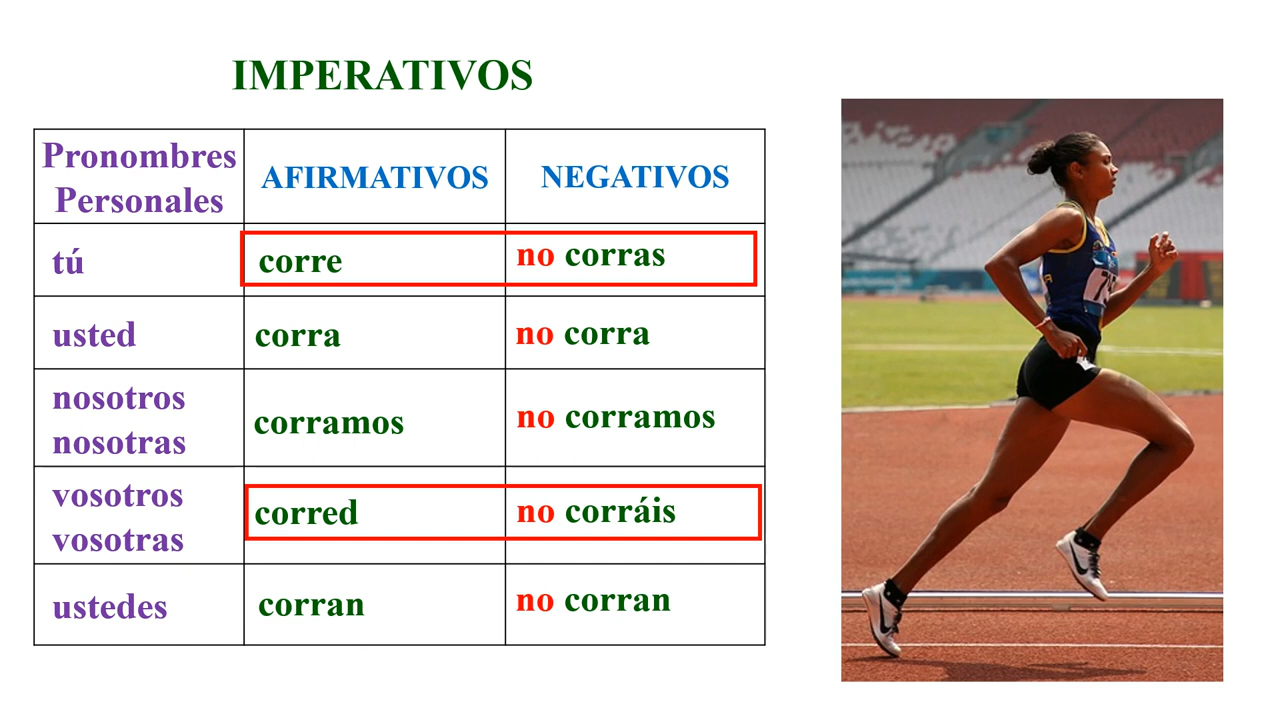 IMPERATIVOS
Pronombres
Personales
AFIRMATIVOS
NEGATIVOS
tú
corre
no corras
usted
corra
no corra
nosotros
nosotras
corramos
no corramos
vosotros
vosotras
corred
no corráis
ustedes
corran
no corran